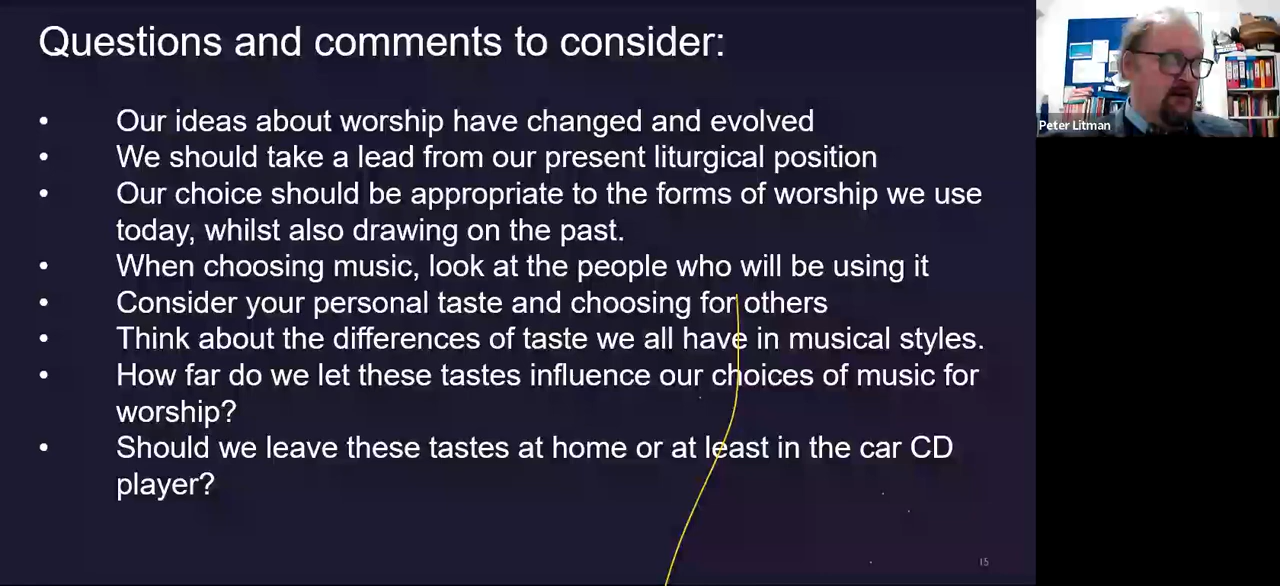 Questions and comments to consider:
• Our ideas about worship have changed and evolved
• We should take a lead from our present liturgical position
• Our choice should be appropriate to the forms of worship we use
today, whilst also drawing on the past.
• When choosing music, look at the people who will be using it
• Consider your personal taste and choosing for others
• Think about the differences of taste we all have in musical styles.
• How far do we let these tastes influence our choices of music for
worship?
• Should we leave these tastes at home or at least in the car CD
player?
15
Peter Litman